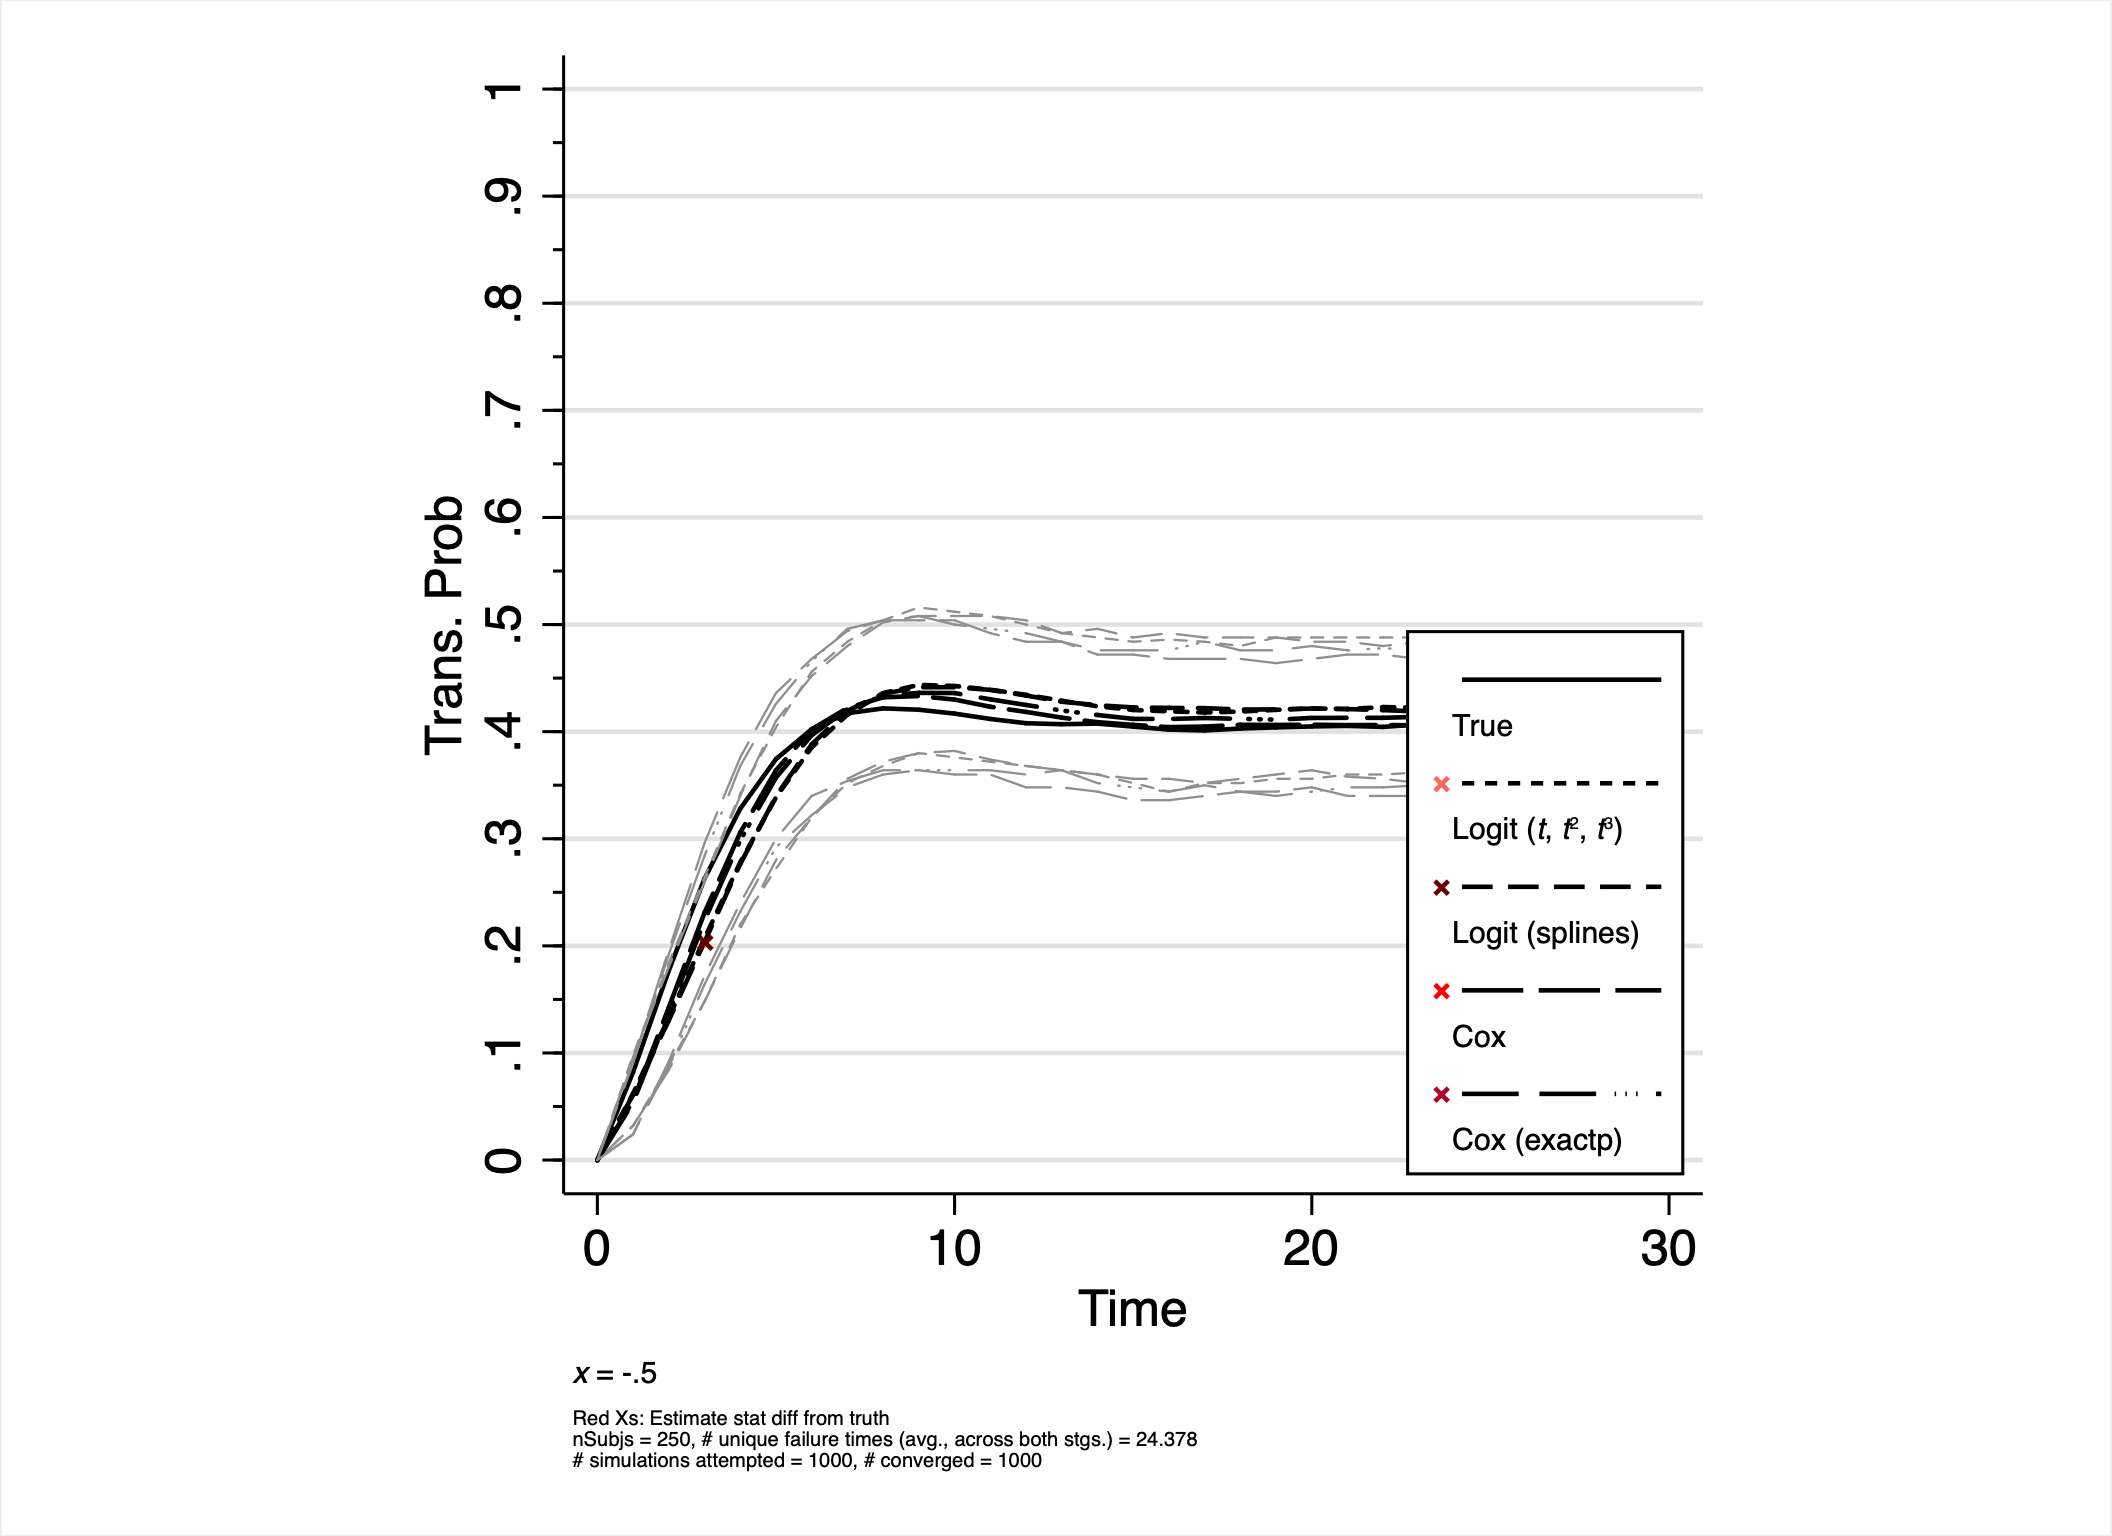 1
.9
.8
.7
.6
.5
.4
.3
.2
.1
0
Trans. Prob
0 10 20 30
Time
True
Logit (t, t², t³)
Logit (splines)
Cox
Cox (exactp)
x = -.5
Red Xs: Estimate stat diff from truth
nSubjs = 250, # unique failure times (avg., across both stgs.) = 24.378
# simulations attempted = 1000, # converged = 1000